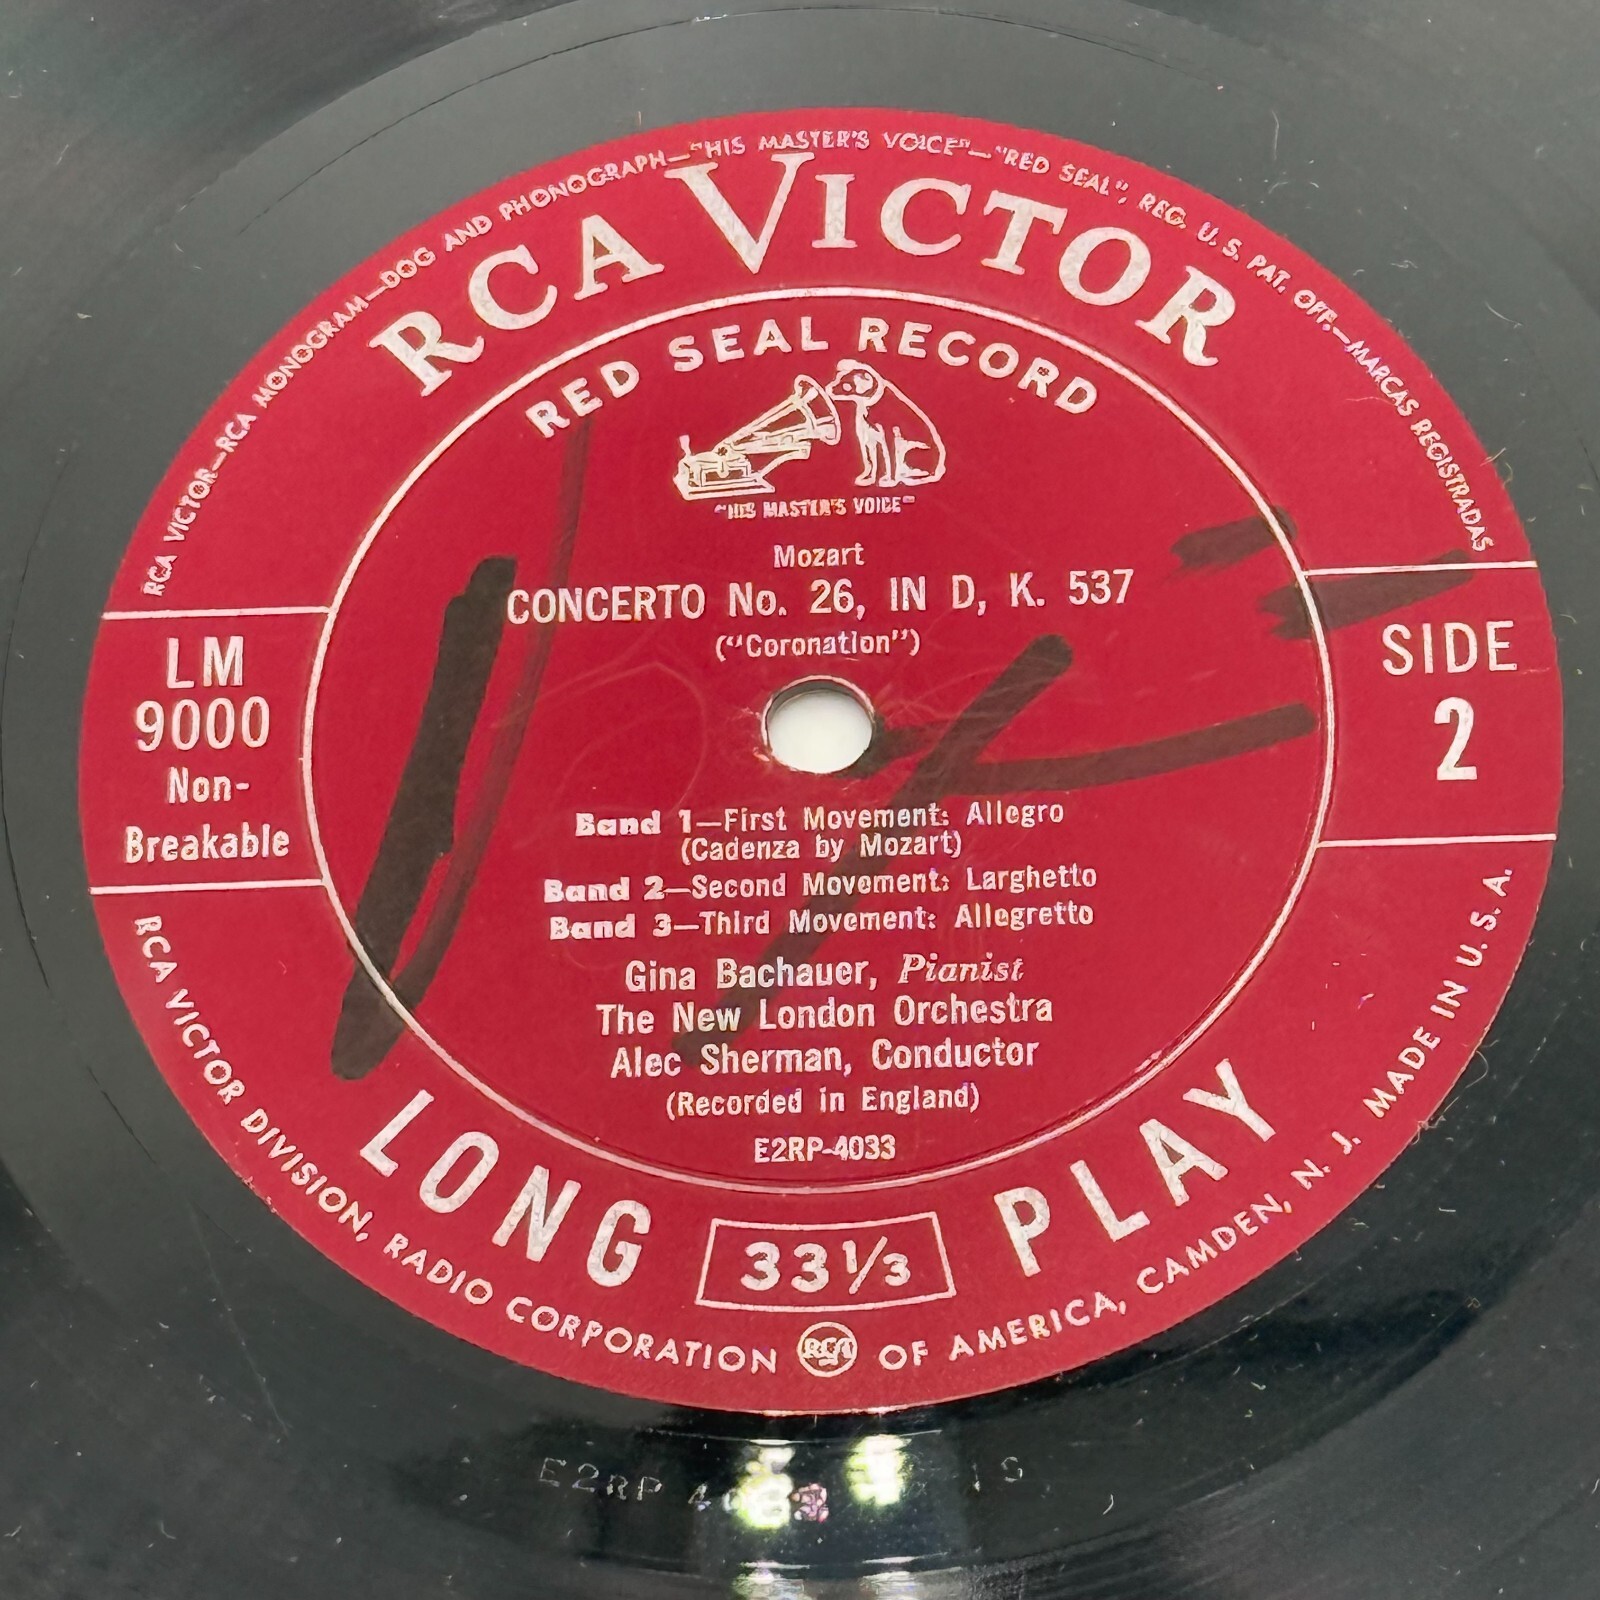 RCA VICTOR—RCA MONOGRAM—DOG AND PHONOGRAPH—"HIS MASTER'S VOICE"—"RED SEAL", REG. U. S. PAT. OFF.—MARCAS REGISTRADAS
RCA VICTOR
RED SEAL RECORD
"HIS MASTER'S VOICE"
Mozart
CONCERTO No. 26, IN D, K. 537
("Coronation")
LM
9000
Non-
Breakable
SIDE
2
Band 1—First Movement: Allegro
(Cadenza by Mozart)
Band 2—Second Movement: Larghetto
Band 3—Third Movement: Allegretto
Gina Bachauer, Pianist
The New London Orchestra
Alec Sherman, Conductor
(Recorded in England)
E2RP-4033
LONG 33 1/3 PLAY
RCA VICTOR DIVISION, RADIO CORPORATION RCA OF AMERICA, CAMDEN, N. J. MADE IN U. S. A.
E2RP 4033 1S